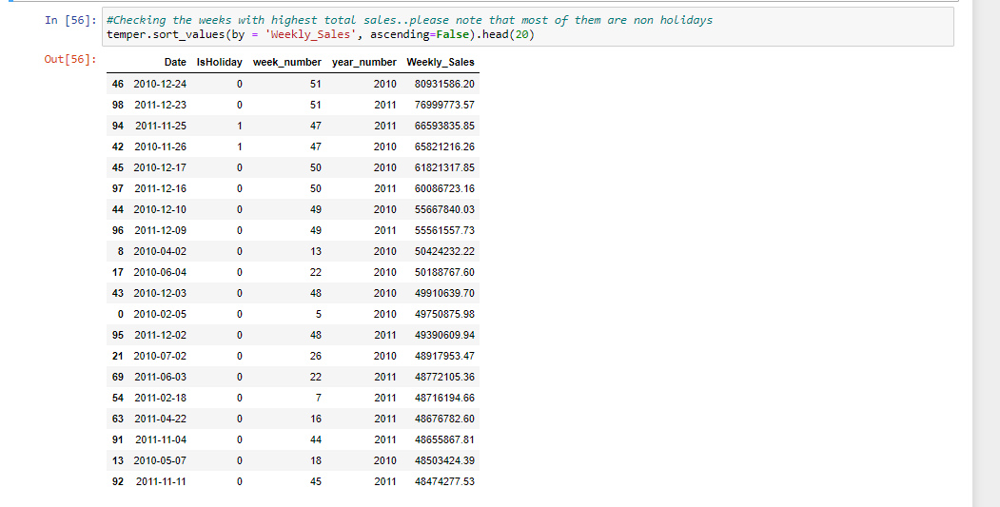 In [56]: #Checking the weeks with highest total sales..please note that most of them are non holidays
temper.sort_values(by = 'Weekly_Sales', ascending=False).head(20)
Out[56]:
Date IsHoliday week_number year_number Weekly_Sales
46 2010-12-24 0 51 2010 80931586.20
98 2011-12-23 0 51 2011 76999773.57
94 2011-11-25 1 47 2011 66593835.85
42 2010-11-26 1 47 2010 65821216.26
45 2010-12-17 0 50 2010 61821317.85
97 2011-12-16 0 50 2011 60086723.16
44 2010-12-10 0 49 2010 55667840.03
96 2011-12-09 0 49 2011 55561557.73
8 2010-04-02 0 13 2010 50424232.22
17 2010-06-04 0 22 2010 50188767.60
43 2010-12-03 0 48 2010 49910639.70
0 2010-02-05 0 5 2010 49750875.98
95 2011-12-02 0 48 2011 49390609.94
21 2010-07-02 0 26 2010 48917953.47
69 2011-06-03 0 22 2011 48772105.36
54 2011-02-18 0 7 2011 48716194.66
63 2011-04-22 0 16 2011 48676782.60
91 2011-11-04 0 44 2011 48655867.81
13 2010-05-07 0 18 2010 48503424.39
92 2011-11-11 0 45 2011 48474277.53